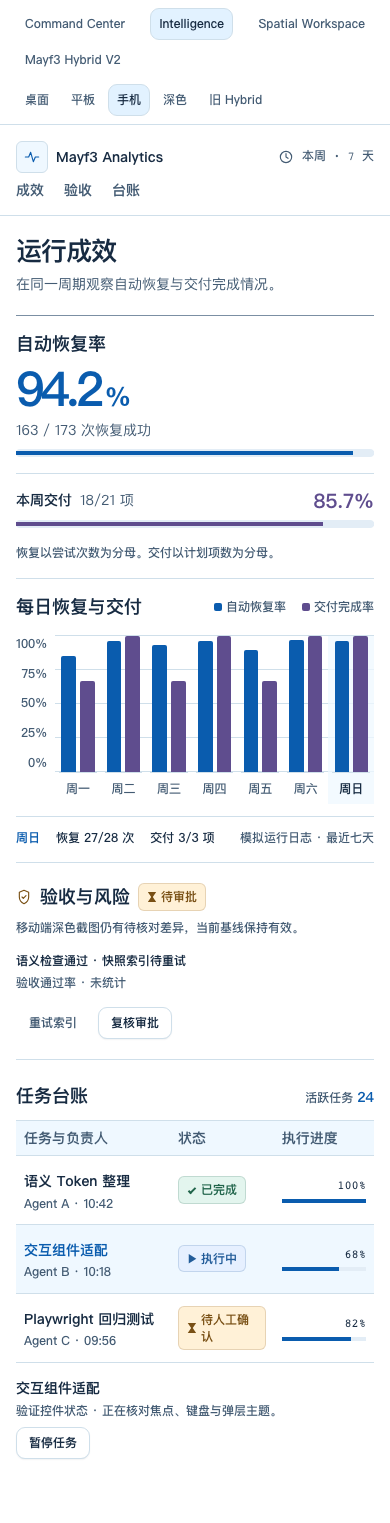 Command Center Intelligence Spatial Workspace
Mayf3 Hybrid V2
桌面 平板 手机 深色 旧 Hybrid
Mayf3 Analytics 本周 · 7 天
成效 验收 台账
运行成效
在同一周期观察自动恢复与交付完成情况。
自动恢复率
94.2%
163 / 173 次恢复成功
本周交付 18/21 项 85.7%
恢复以尝试次数为分母。交付以计划项数为分母。
每日恢复与交付 自动恢复率 交付完成率
100%
75%
50%
25%
0%
周一 周二 周三 周四 周五 周六 周日
周日 恢复 27/28 次 交付 3/3 项 模拟运行日志 · 最近七天
验收与风险 待审批
移动端深色截图仍有待核对差异，当前基线保持有效。
语义检查通过 · 快照索引待重试
验收通过率 · 未统计
重试索引 复核审批
任务台账 活跃任务 24
任务与负责人 状态 执行进度
语义 Token 整理 已完成 100%
Agent A · 10:42
交互组件适配 执行中 68%
Agent B · 10:18
Playwright 回归测试 待人工确认 82%
Agent C · 09:56
交互组件适配
验证控件状态 · 正在核对焦点、键盘与弹层主题。
暂停任务